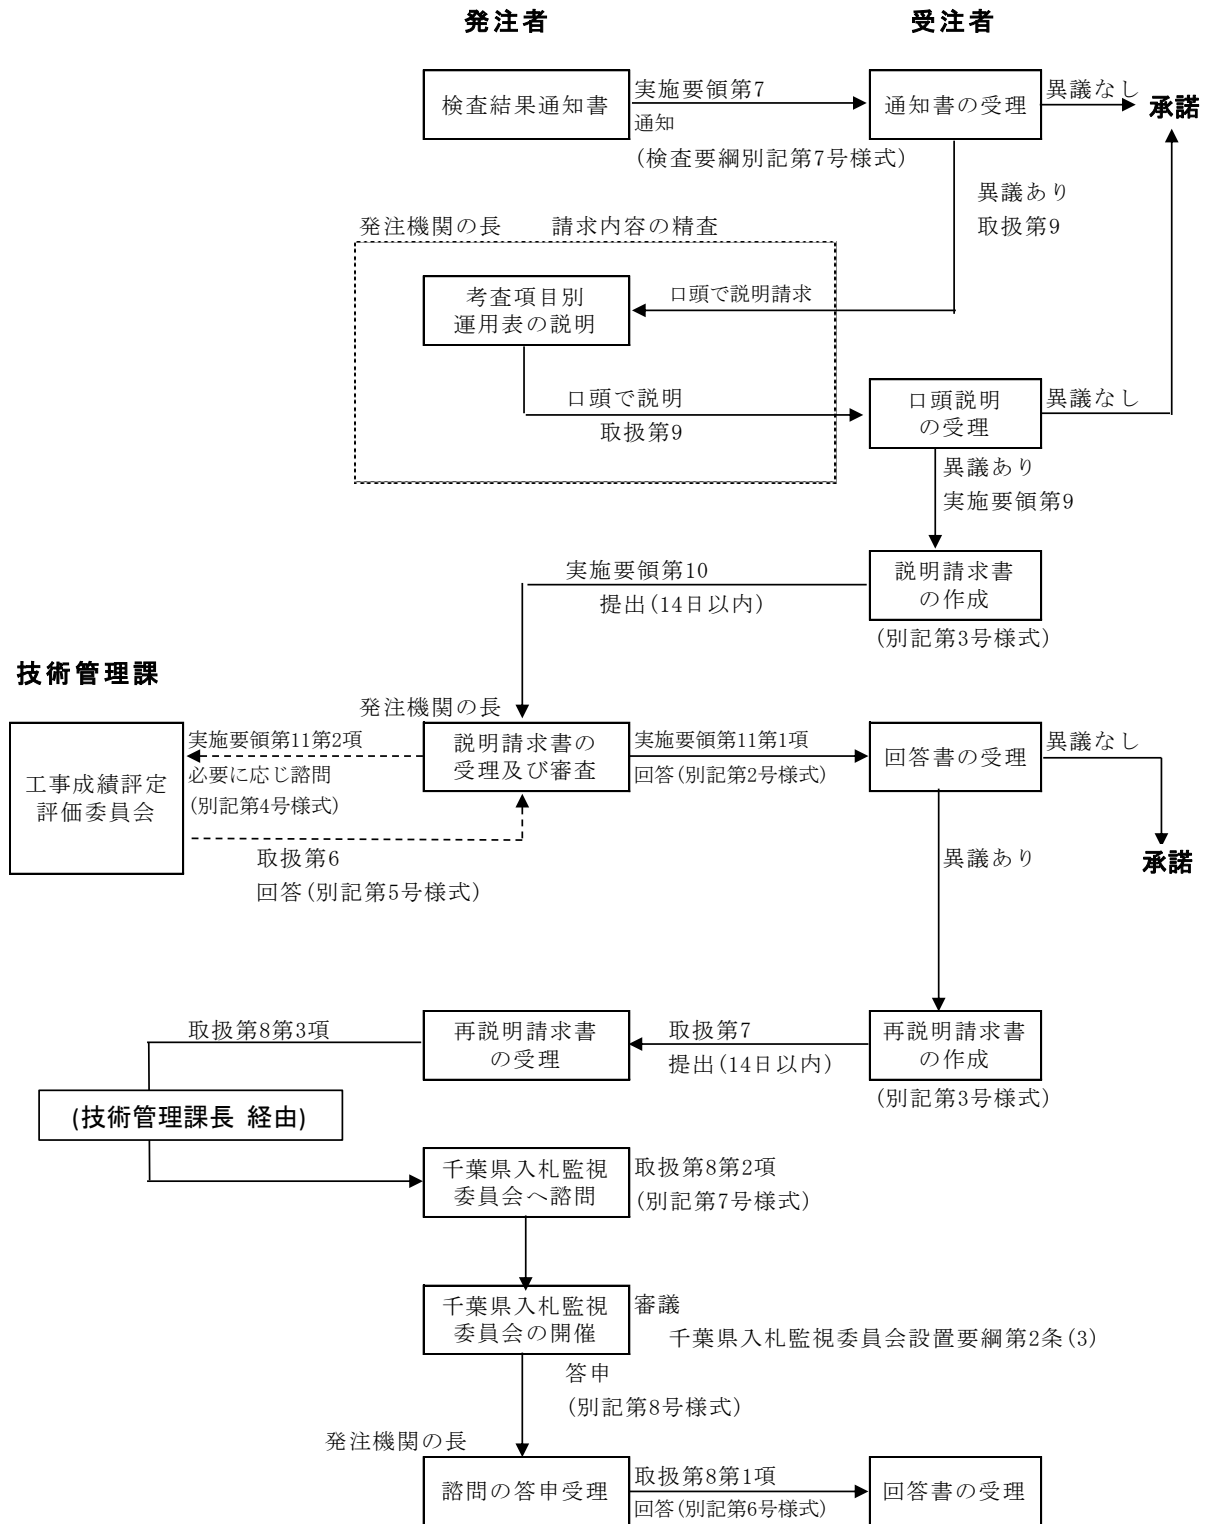 発注者
受注者
検査結果通知書
実施要領第7
通知
(検査要綱別記第7号様式)
通知書の受理
異議なし
承諾
異議あり
取扱第9
発注機関の長
請求内容の精査
考査項目別
運用表の説明
口頭で説明請求
口頭で説明
取扱第9
口頭説明
の受理
異議なし
異議あり
実施要領第9
実施要領第10
提出(14日以内)
説明請求書
の作成
(別記第3号様式)
技術管理課
発注機関の長
工事成績評定
評価委員会
実施要領第11第2項
必要に応じ諮問
(別記第4号様式)
説明請求書の
受理及び審査
実施要領第11第1項
回答(別記第2号様式)
回答書の受理
異議なし
承諾
取扱第6
回答(別記第5号様式)
異議あり
取扱第8第3項
再説明請求書
の受理
取扱第7
提出(14日以内)
再説明請求書
の作成
(別記第3号様式)
(技術管理課長 経由)
千葉県入札監視
委員会へ諮問
取扱第8第2項
(別記第7号様式)
千葉県入札監視
委員会の開催
審議
千葉県入札監視委員会設置要綱第2条(3)
答申
(別記第8号様式)
発注機関の長
諮問の答申受理
取扱第8第1項
回答(別記第6号様式)
回答書の受理